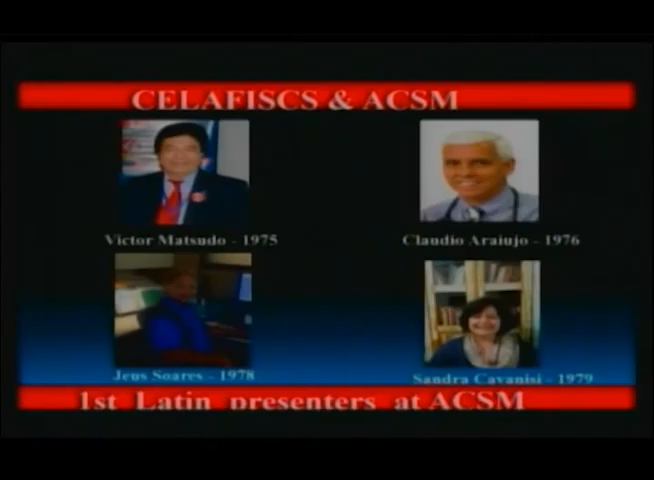 CELAFISCS & ACSM
Victor Matsudo - 1975
Claudio Araiujo - 1976
Jeus Soares - 1978
Sandra Cavanisi - 1979
1st Latin presenters at ACSM